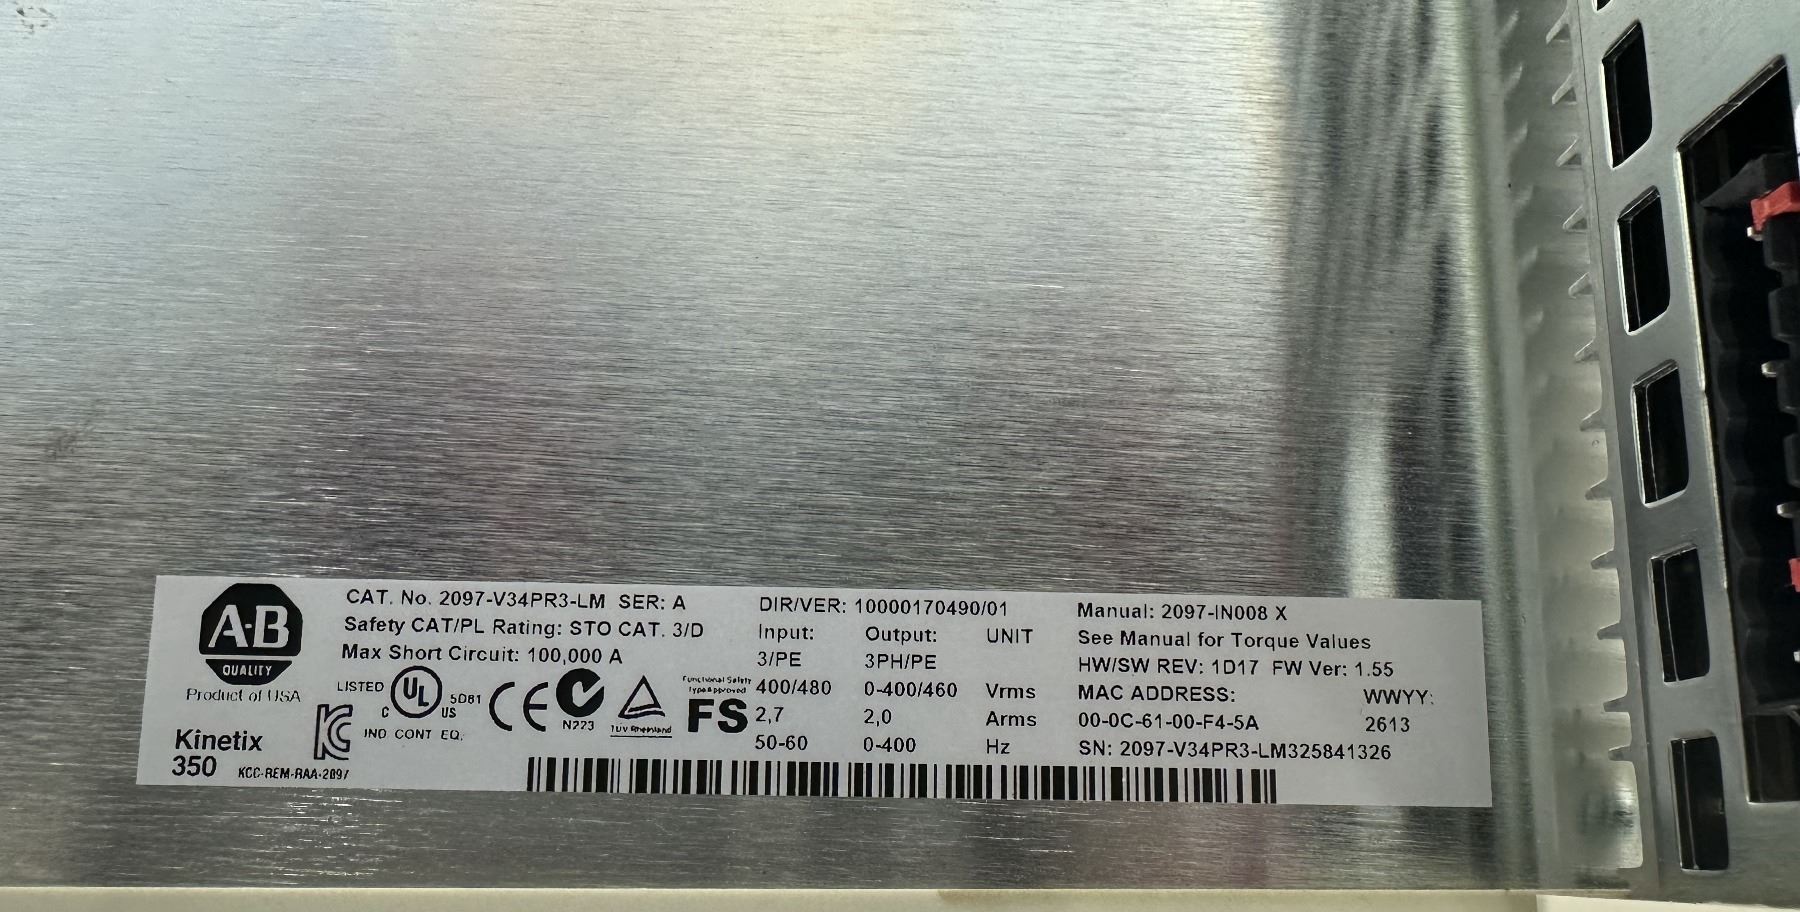 A-B
QUALITY
Product of USA
Kinetix
350
KCC-REM-RAA-2097
CAT. No. 2097-V34PR3-LM SER: A
Safety CAT/PL Rating: STO CAT. 3/D
Max Short Circuit: 100,000 A
LISTED
C UL US
5D81
IND CONT EQ.
CE
N223
TÜV Rheinland
Functional Safety
Type Approved
FS
DIR/VER: 10000170490/01
Input: Output: UNIT
3/PE 3PH/PE
400/480 0-400/460 Vrms
2,7 2,0 Arms
50-60 0-400 Hz
Manual: 2097-IN008 X
See Manual for Torque Values
HW/SW REV: 1D17 FW Ver: 1.55
MAC ADDRESS: WWYY:
00-0C-61-00-F4-5A 2613
SN: 2097-V34PR3-LM325841326